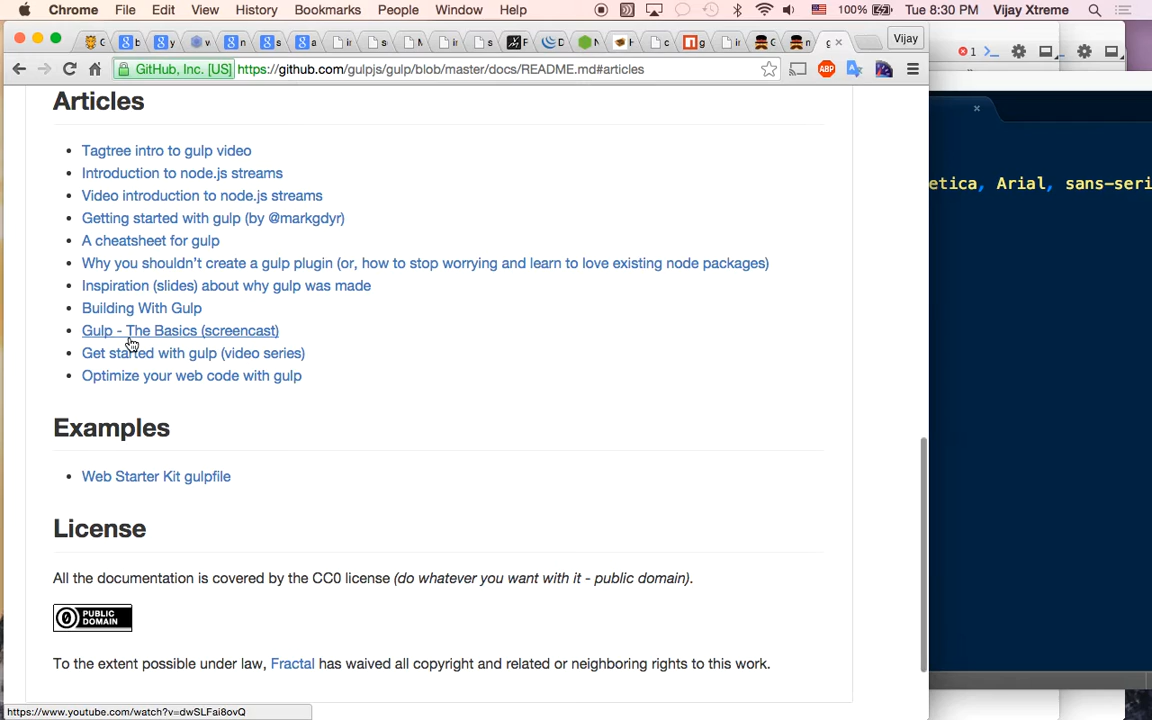 Chrome File Edit View History Bookmarks People Window Help 100% Tue 8:30 PM Vijay Xtreme
Vijay
GitHub, Inc. [US] https://github.com/gulpjs/gulp/blob/master/docs/README.md#articles ABP
1
Articles
Tagtree intro to gulp video
Introduction to node.js streams
etica, Arial, sans-seri
Video introduction to node.js streams
Getting started with gulp (by @markgdyr)
A cheatsheet for gulp
Why you shouldn't create a gulp plugin (or, how to stop worrying and learn to love existing node packages)
Inspiration (slides) about why gulp was made
Building With Gulp
Gulp - The Basics (screencast)
Get started with gulp (video series)
Optimize your web code with gulp
Examples
Web Starter Kit gulpfile
License
All the documentation is covered by the CC0 license (do whatever you want with it - public domain).
PUBLIC
DOMAIN
To the extent possible under law, Fractal has waived all copyright and related or neighboring rights to this work.
https://www.youtube.com/watch?v=dwSLFai8ovQ